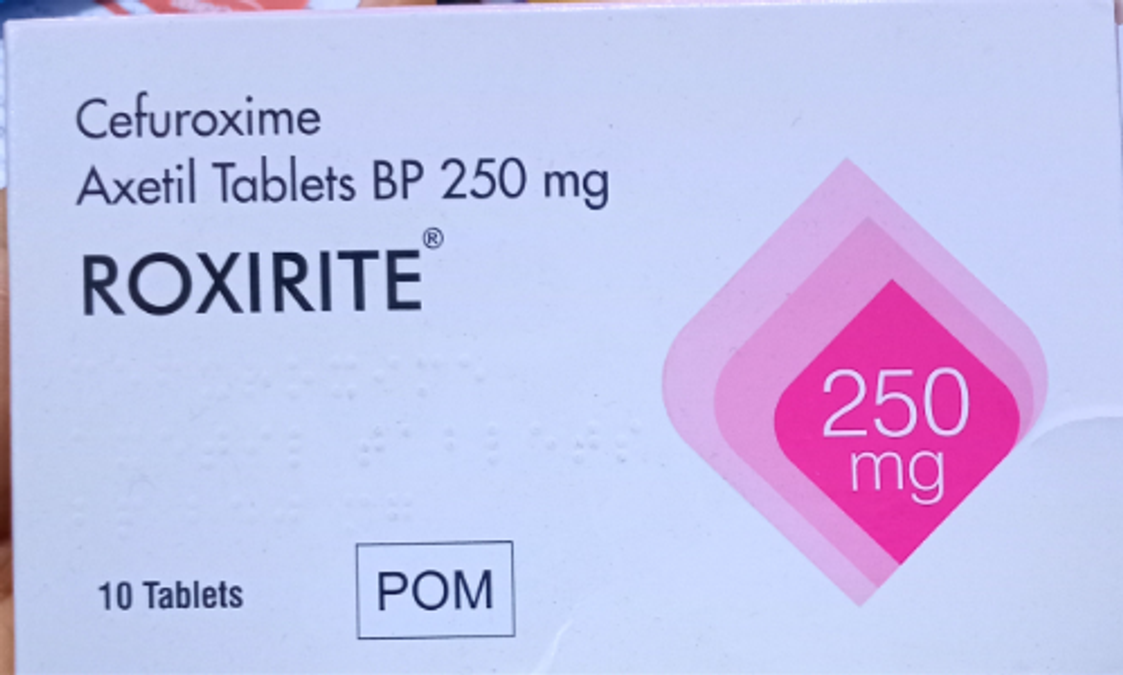 Cefuroxime
Axetil Tablets BP 250 mg
ROXIRITE®
250
mg
10 Tablets
POM